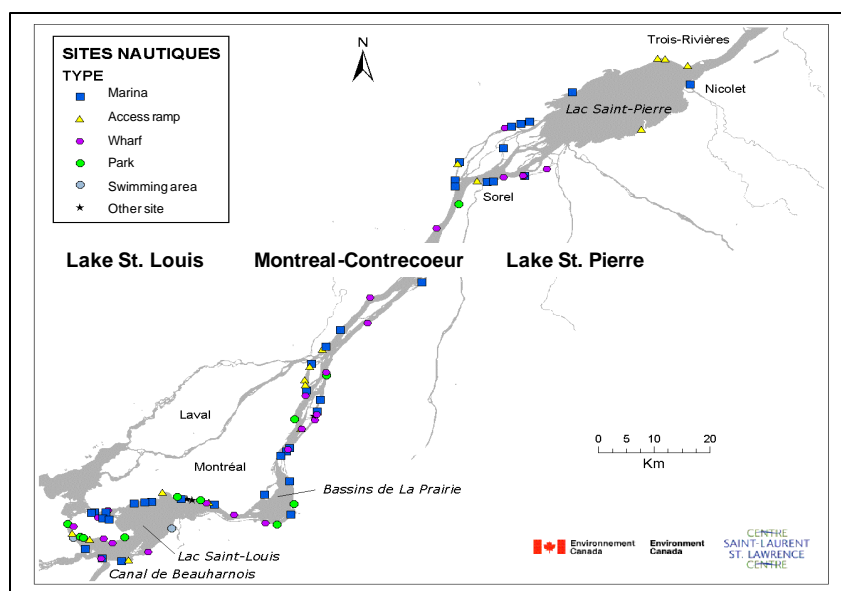 SITES NAUTIQUES
TYPE
Marina
Access ramp
Wharf
Park
Swimming area
Other site
N
Trois-Rivières
Nicolet
Lac Saint-Pierre
Sorel
Lake St. Louis
Montreal-Contrecoeur
Lake St. Pierre
Laval
Montréal
0 10 20
Km
Bassins de La Prairie
Lac Saint-Louis
Canal de Beauharnois
Environnement
Canada
Environment
Canada
CENTRE
SAINT-LAURENT
ST. LAWRENCE
CENTRE